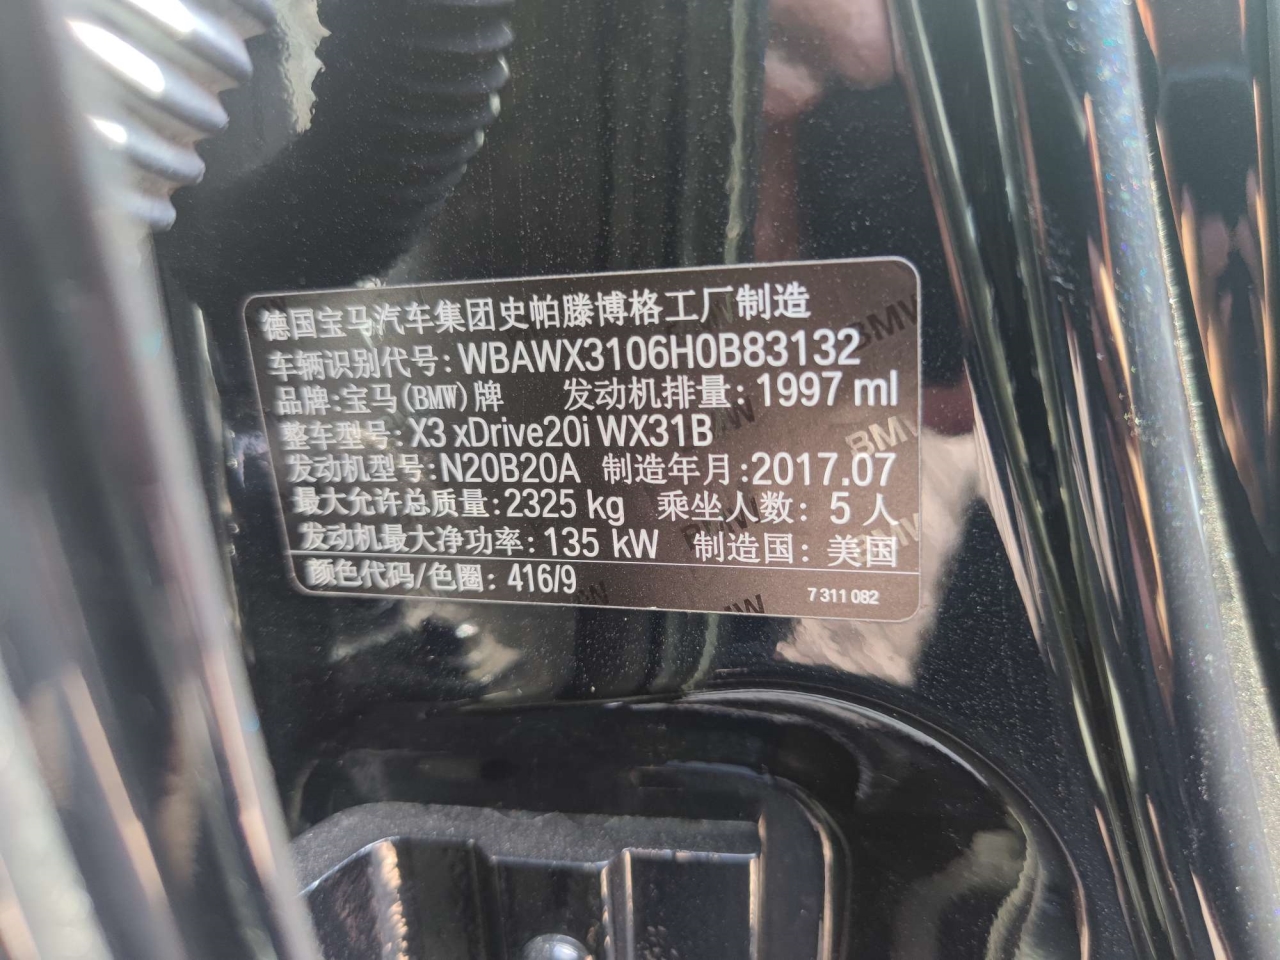 德国宝马汽车集团史帕滕博格工厂制造
车辆识别代号: WBAWX3106H0B83132
品牌:宝马(BMW)牌 发动机排量: 1997 ml
整车型号: X3 xDrive20i WX31B
发动机型号: N20B20A 制造年月:2017.07
最大允许总质量: 2325 kg 乘坐人数: 5 人
发动机最大净功率: 135 kW 制造国: 美国
颜色代码/色圈: 416/9
7 311 082